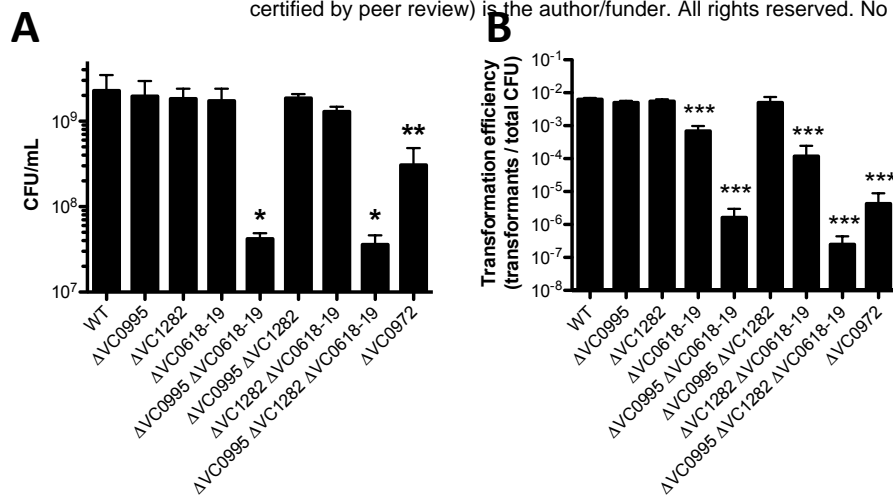 certified by peer review) is the author/funder. All rights reserved. No
A
CFU/mL
10⁹
10⁸
10⁷
*
*
**
WT
ΔVC0995
ΔVC1282
ΔVC0618-19
ΔVC0995 ΔVC0618-19
ΔVC0995 ΔVC1282
ΔVC1282 ΔVC0618-19
ΔVC0995 ΔVC1282 ΔVC0618-19
ΔVC0972
B
Transformation efficiency
(transformants / total CFU)
10⁻¹
10⁻²
10⁻³
10⁻⁴
10⁻⁵
10⁻⁶
10⁻⁷
10⁻⁸
***
***
***
***
***
WT
ΔVC0995
ΔVC1282
ΔVC0618-19
ΔVC0995 ΔVC0618-19
ΔVC0995 ΔVC1282
ΔVC1282 ΔVC0618-19
ΔVC0995 ΔVC1282 ΔVC0618-19
ΔVC0972